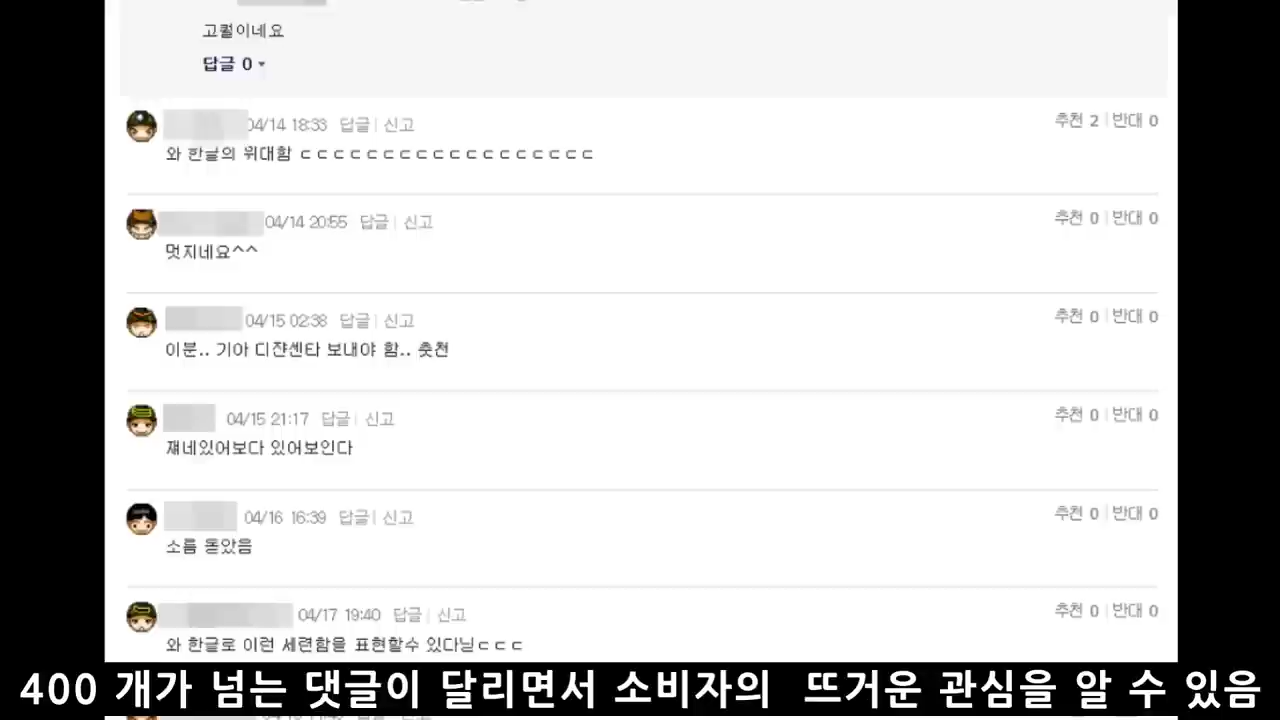 고퀄이네요
답글 0
04/14 18:33 답글 | 신고 추천 2 | 반대 0
와 한글의 위대함 ㄷㄷㄷㄷㄷㄷㄷㄷㄷㄷㄷㄷㄷㄷㄷㄷㄷㄷ
04/14 20:55 답글 | 신고 추천 0 | 반대 0
멋지네요^^
04/15 02:38 답글 | 신고 추천 0 | 반대 0
이분.. 기아 디쟌센타 보내야 함.. 춧천
04/15 21:17 답글 | 신고 추천 0 | 반대 0
쟤네있어보다 있어보인다
04/16 16:39 답글 | 신고 추천 0 | 반대 0
소름 돋았음
04/17 19:40 답글 | 신고 추천 0 | 반대 0
와 한글로 이런 세련함을 표현할수 있다닝ㄷㄷㄷ
400 개가 넘는 댓글이 달리면서 소비자의 뜨거운 관심을 알 수 있음